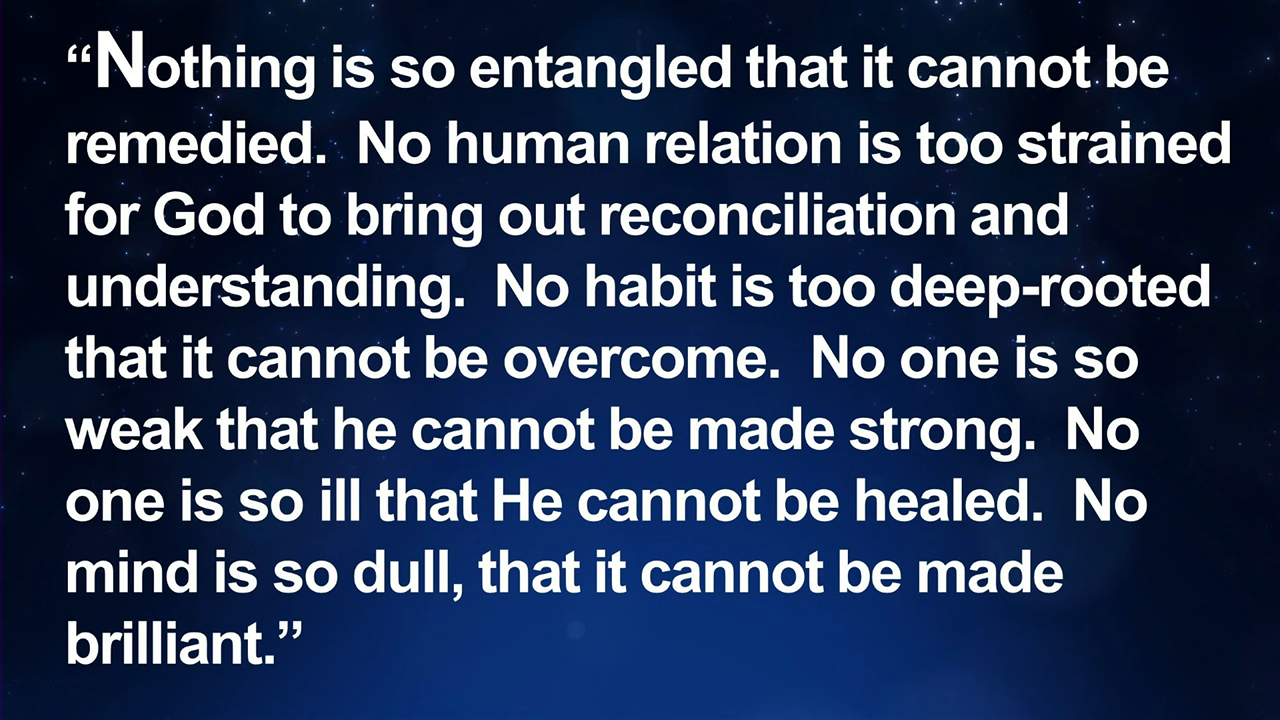 “Nothing is so entangled that it cannot be
remedied.  No human relation is too strained
for God to bring out reconciliation and
understanding.  No habit is too deep-rooted
that it cannot be overcome.  No one is so
weak that he cannot be made strong.  No
one is so ill that He cannot be healed.  No
mind is so dull, that it cannot be made
brilliant.”